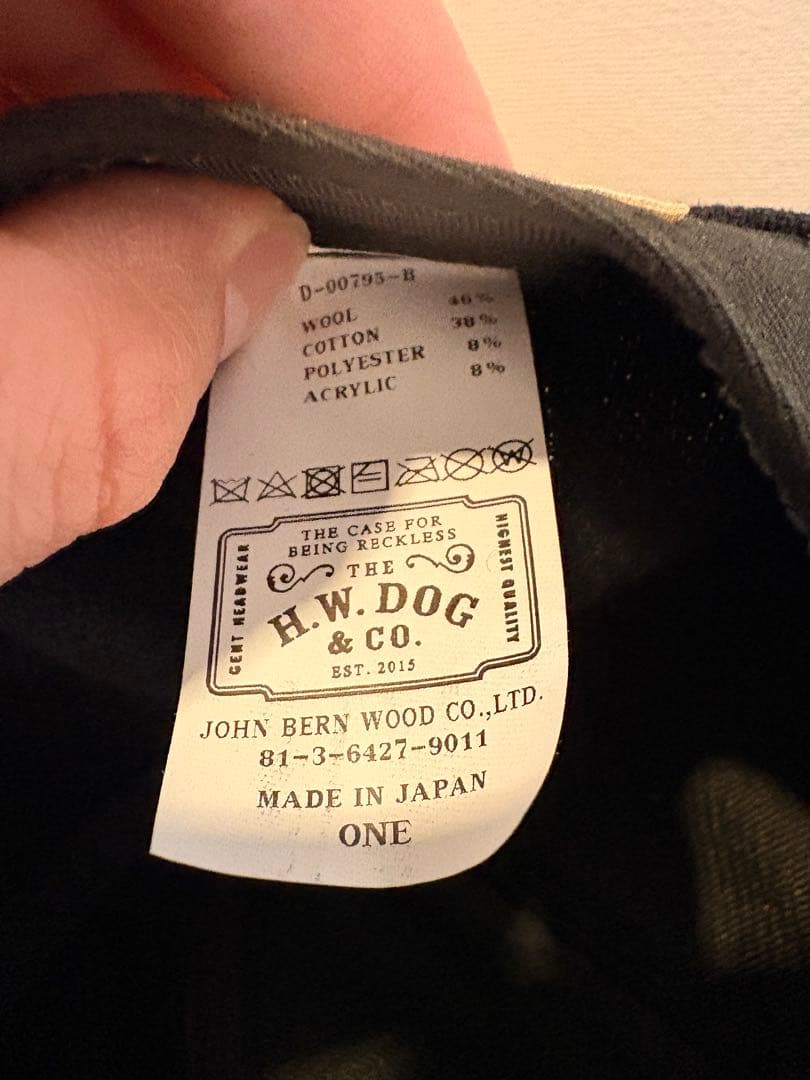 D-00795-B
WOOL 46%
COTTON 38%
POLYESTER 8%
ACRYLIC 8%
THE CASE FOR
BEING RECKLESS
GENT HEADWEAR
HIGHEST QUALITY
THE
H.W. DOG
& CO.
EST. 2015
JOHN BERN WOOD CO.,LTD.
81-3-6427-9011
MADE IN JAPAN
ONE